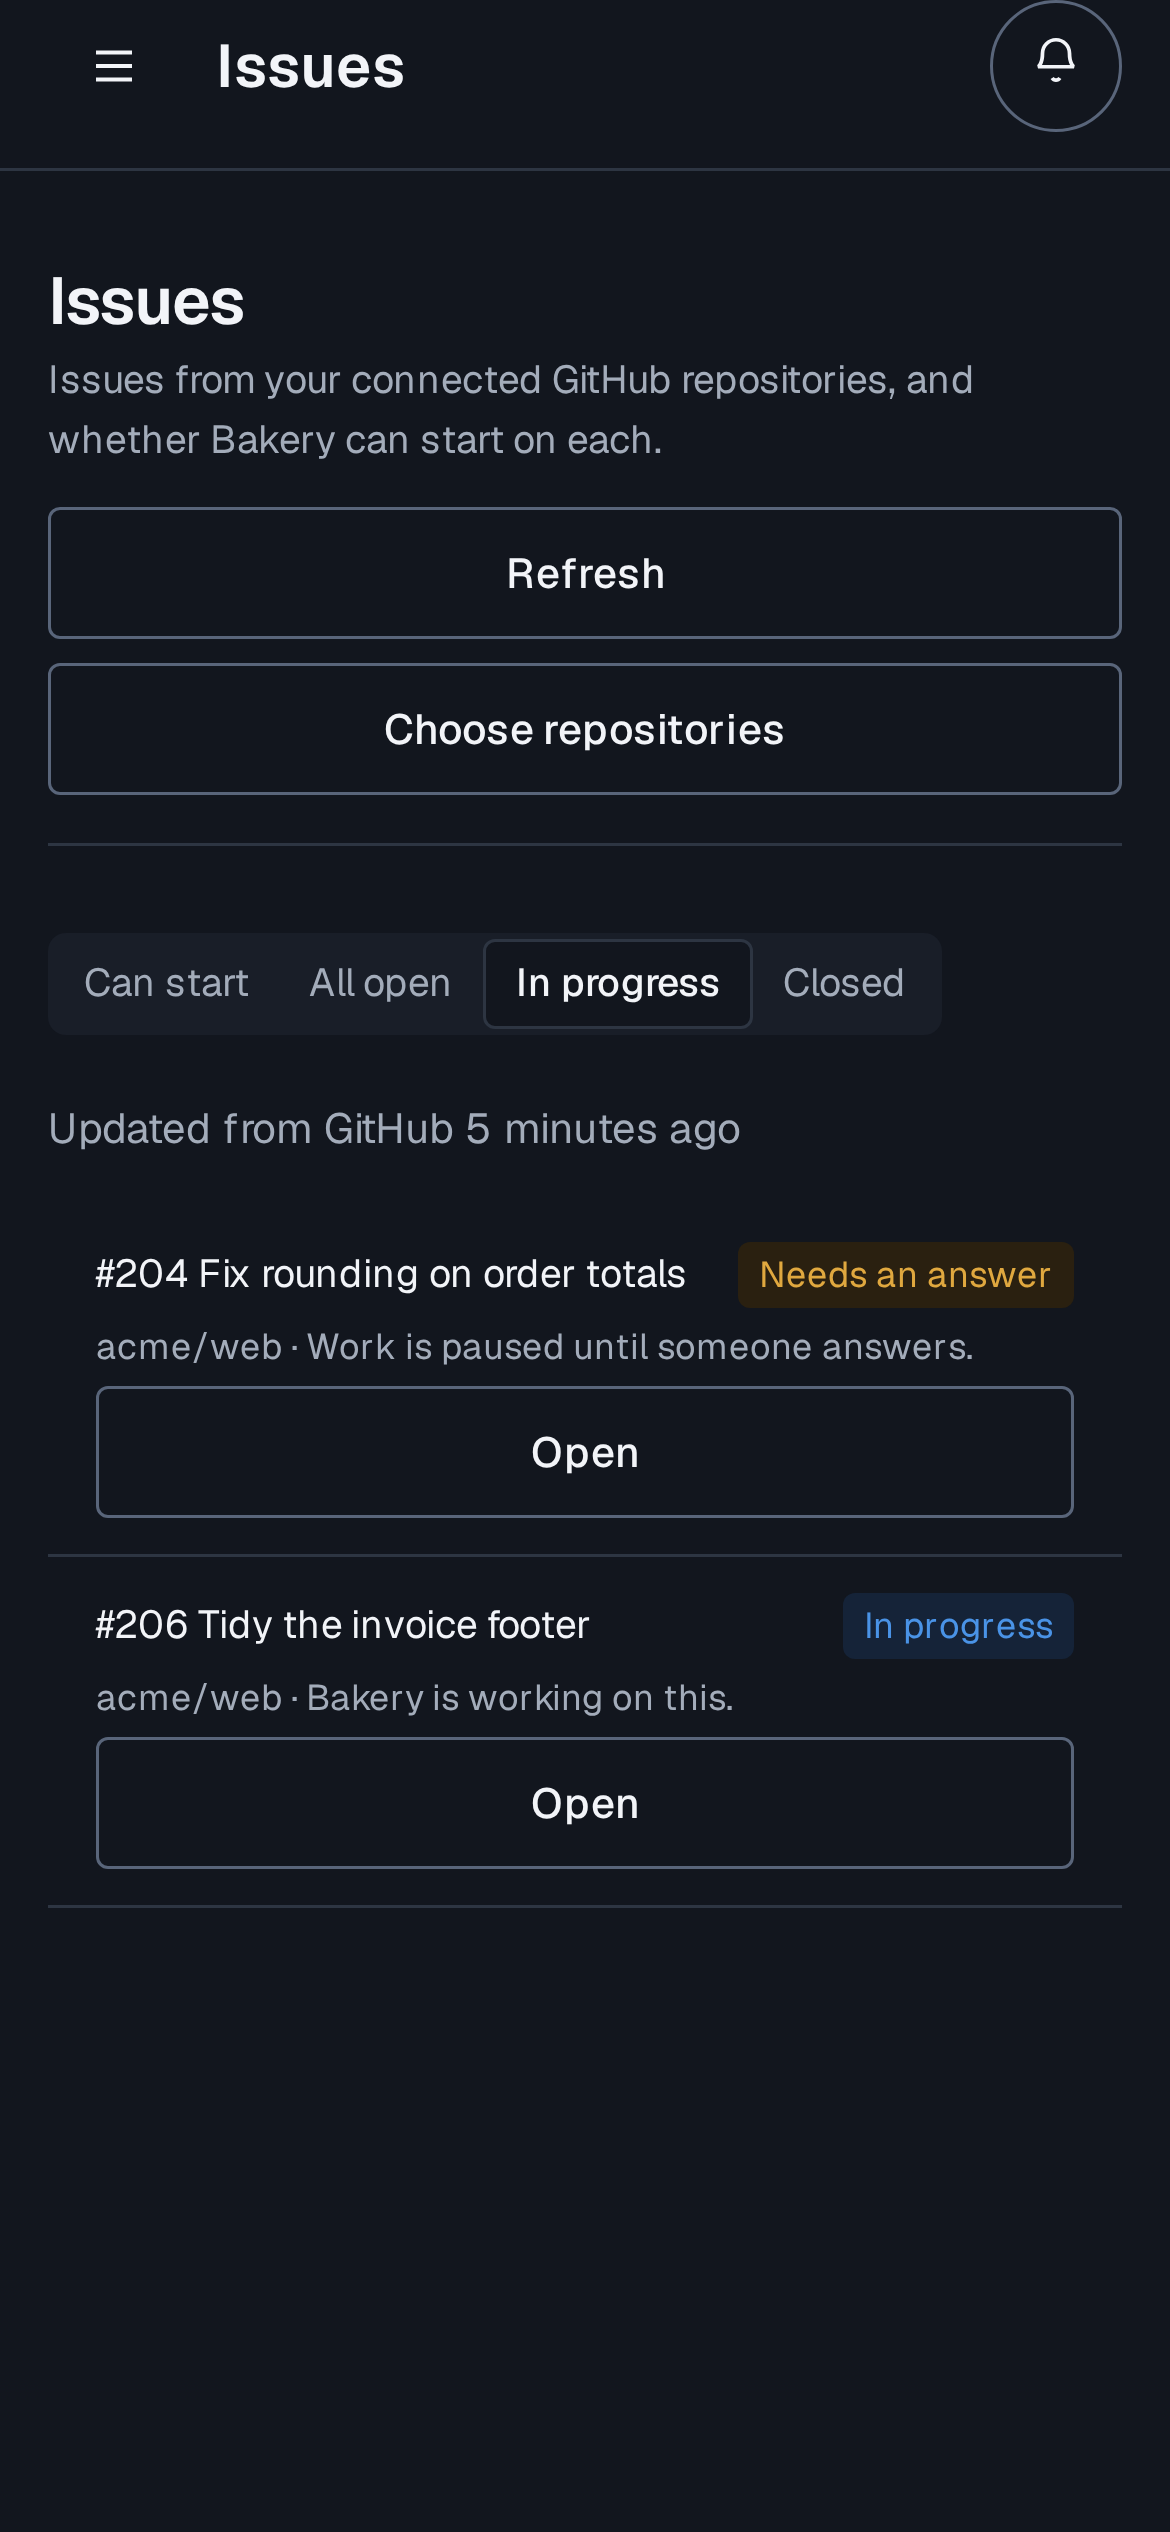 Issues
Issues
Issues from your connected GitHub repositories, and
whether Bakery can start on each.
Refresh
Choose repositories
Can start All open In progress Closed
Updated from GitHub 5 minutes ago
#204 Fix rounding on order totals Needs an answer
acme/web · Work is paused until someone answers.
Open
#206 Tidy the invoice footer In progress
acme/web · Bakery is working on this.
Open